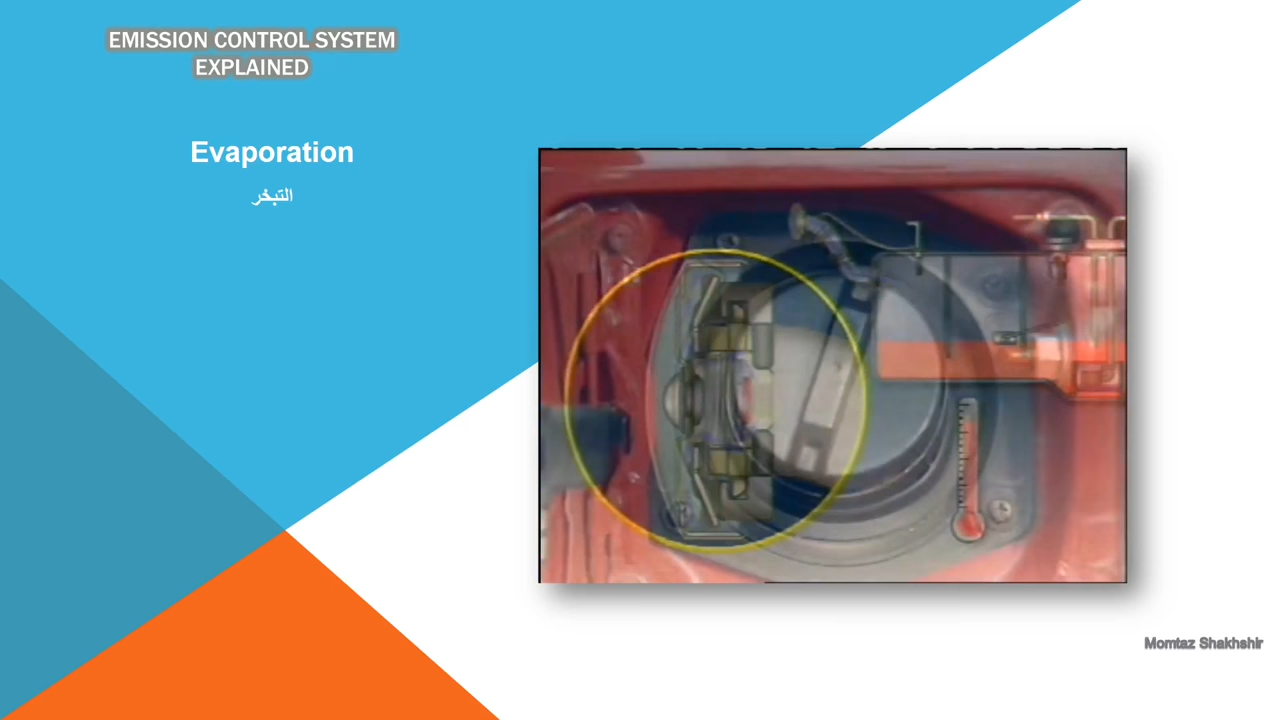 EMISSION CONTROL SYSTEM
EXPLAINED
Evaporation
التبخر
Momtaz Shakhshir